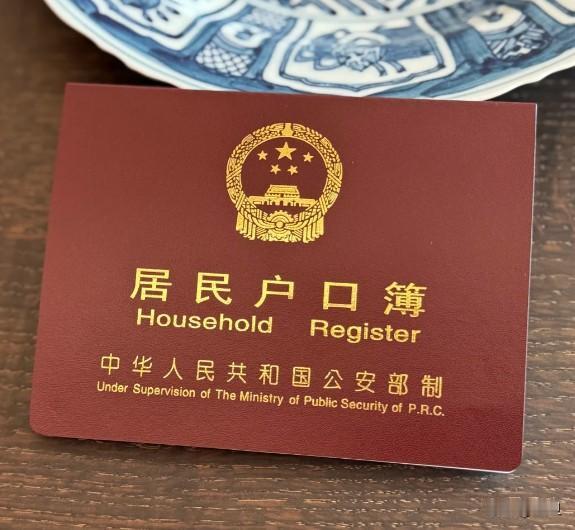 居民户口簿
Household Register
中华人民共和国公安部制
Under Supervision of The Ministry of Public Security of P.R.C.